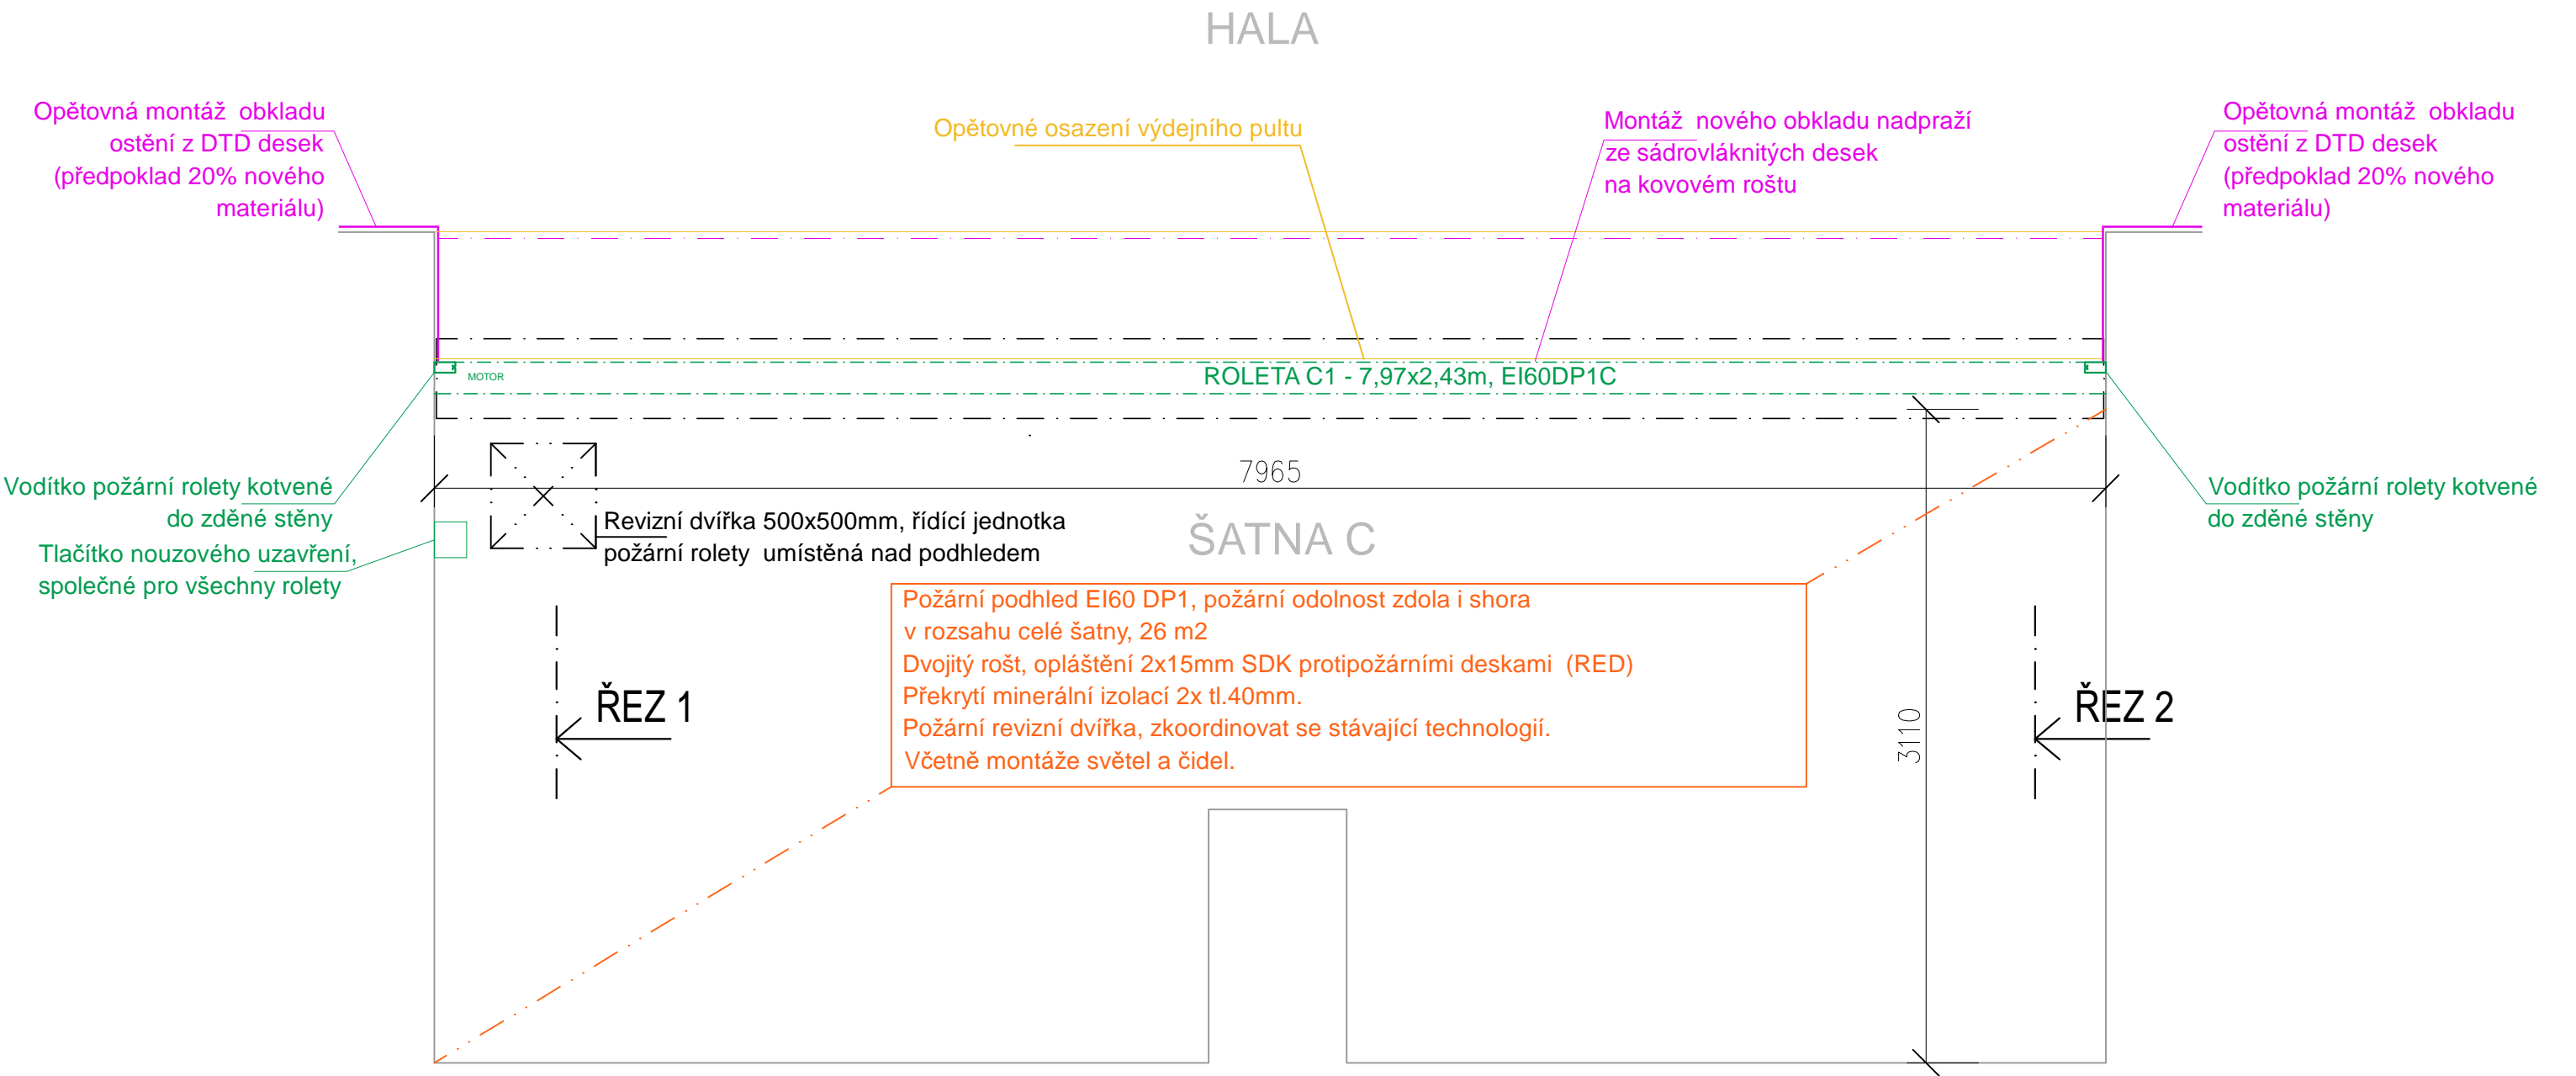 HALA
Opětovná montáž obkladu
ostění z DTD desek
(předpoklad 20% nového
materiálu)
Opětovné osazení výdejního pultu
Montáž nového obkladu nadpraží
ze sádrovláknitých desek
na kovovém roštu
Opětovná montáž obkladu
ostění z DTD desek
(předpoklad 20% nového
materiálu)
MOTOR
ROLETA C1 - 7,97x2,43m, EI60DP1C
7965
Vodítko požární rolety kotvené
do zděné stěny
Tlačítko nouzového uzavření,
společné pro všechny rolety
Revizní dvířka 500x500mm, řídící jednotka
požární rolety umístěná nad podhledem
ŠATNA C
Vodítko požární rolety kotvené
do zděné stěny
Požární podhled EI60 DP1, požární odolnost zdola i shora
v rozsahu celé šatny, 26 m2
Dvojitý rošt, opláštění 2x15mm SDK protipožárními deskami (RED)
Překrytí minerální izolací 2x tl.40mm.
Požární revizní dvířka, zkoordinovat se stávající technologií.
Včetně montáže světel a čidel.
ŘEZ 1
3110
ŘEZ 2